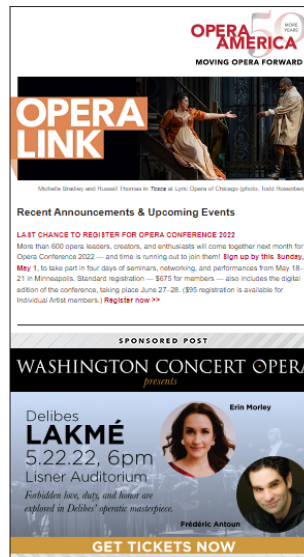 OPERA
AMERICA
50
MORE
YEARS
MOVING OPERA FORWARD
OPERA
LINK
Michelle Bradley and Russell Thomas in Tosca at Lyric Opera of Chicago (photo: Todd Rosenberg
Recent Announcements & Upcoming Events
LAST CHANCE TO REGISTER FOR OPERA CONFERENCE 2022
More than 600 opera leaders, creators, and enthusiasts will come together next month for
Opera Conference 2022 — and time is running out to join them! Sign up by this Sunday,
May 1, to take part in four days of seminars, networking, and performances from May 18–
21 in Minneapolis. Standard registration — $675 for members — also includes the digital
edition of the conference, taking place June 27–28. ($95 registration is available for
Individual Artist members.) Register now >>
SPONSORED POST
WASHINGTON CONCERT OPERA
presents
Delibes
LAKMÉ
5.22.22, 6pm
Lisner Auditorium
Forbidden love, duty, and honor are
explored in Delibes' operatic masterpiece.
Erin Morley
Frédéric Antoun
GET TICKETS NOW